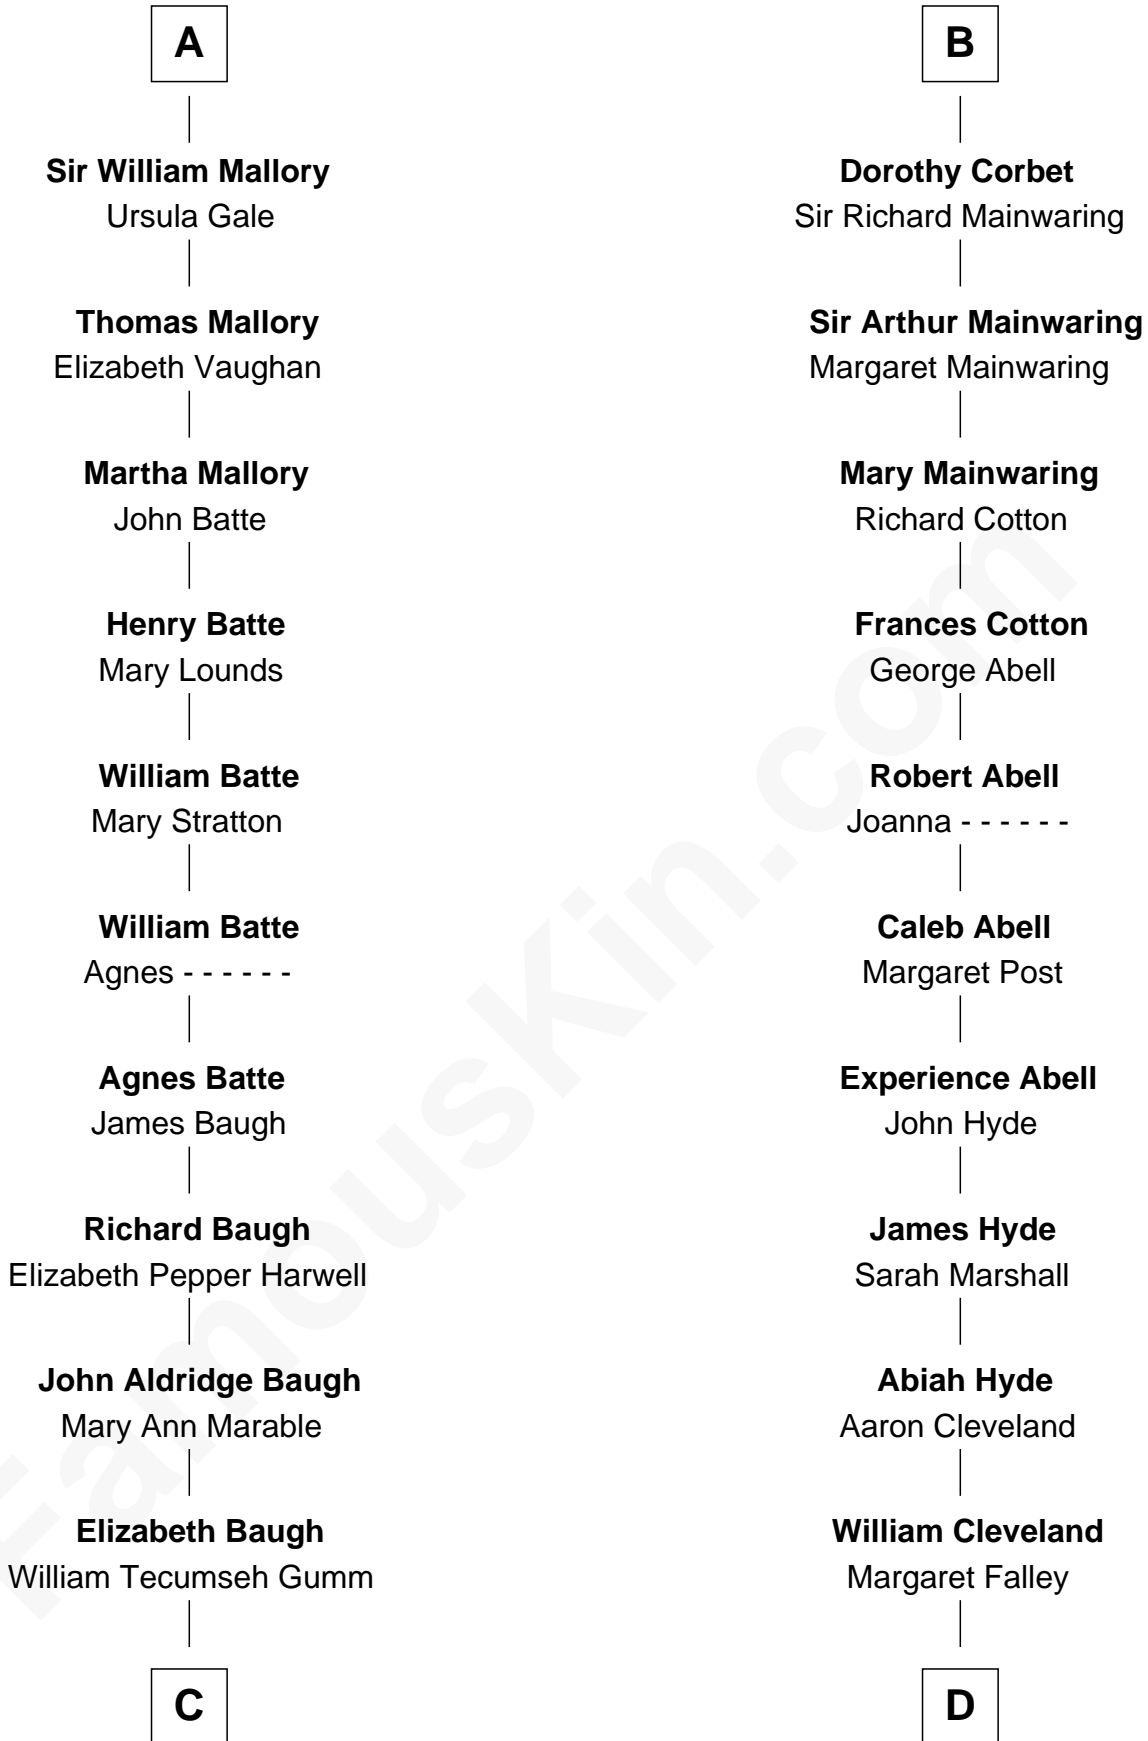 A
Sir William Mallory
Ursula Gale
Thomas Mallory
Elizabeth Vaughan
Martha Mallory
John Batte
Henry Batte
Mary Lounds
William Batte
Mary Stratton
William Batte
Agnes - - - - - -
Agnes Batte
James Baugh
Richard Baugh
Elizabeth Pepper Harwell
John Aldridge Baugh
Mary Ann Marable
Elizabeth Baugh
William Tecumseh Gumm
C
B
Dorothy Corbet
Sir Richard Mainwaring
Sir Arthur Mainwaring
Margaret Mainwaring
Mary Mainwaring
Richard Cotton
Frances Cotton
George Abell
Robert Abell
Joanna - - - - - -
Caleb Abell
Margaret Post
Experience Abell
John Hyde
James Hyde
Sarah Marshall
Abiah Hyde
Aaron Cleveland
William Cleveland
Margaret Falley
D
FamousKin.com